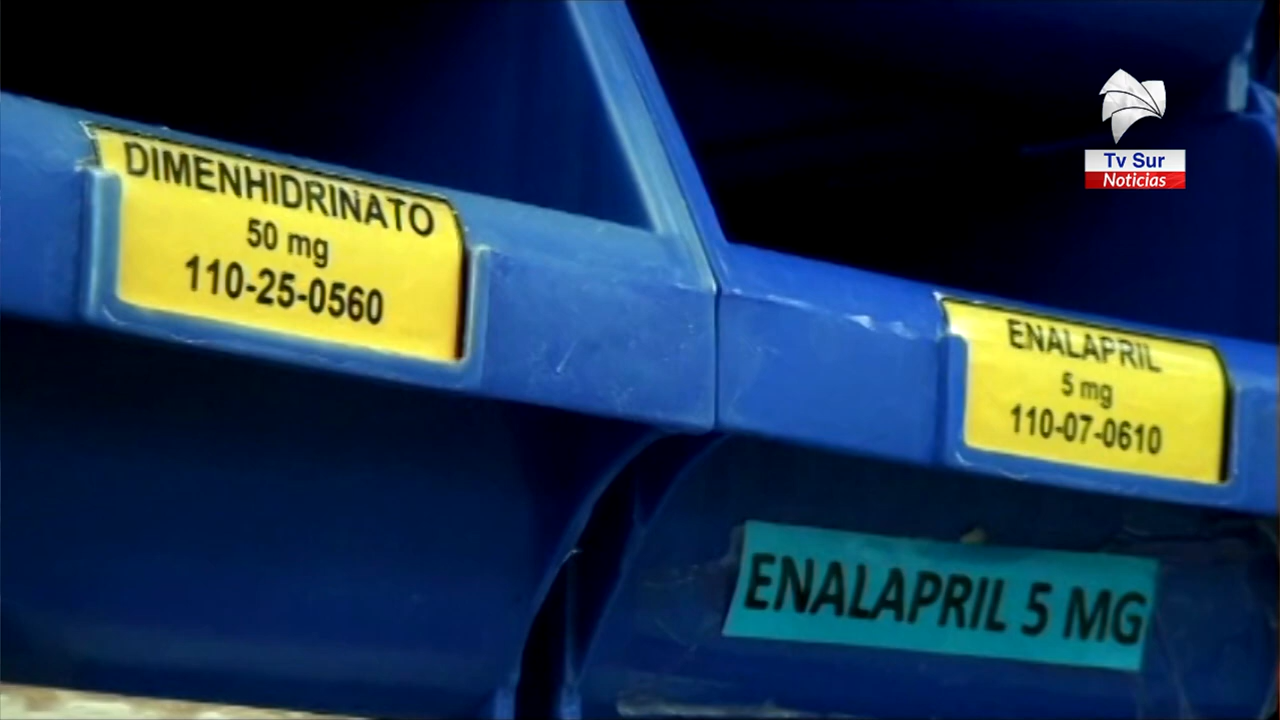 DIMENHIDRINATO
50 mg
110-25-0560
Tv Sur
Noticias
ENALAPRIL
5 mg
110-07-0610
ENALAPRIL 5 MG